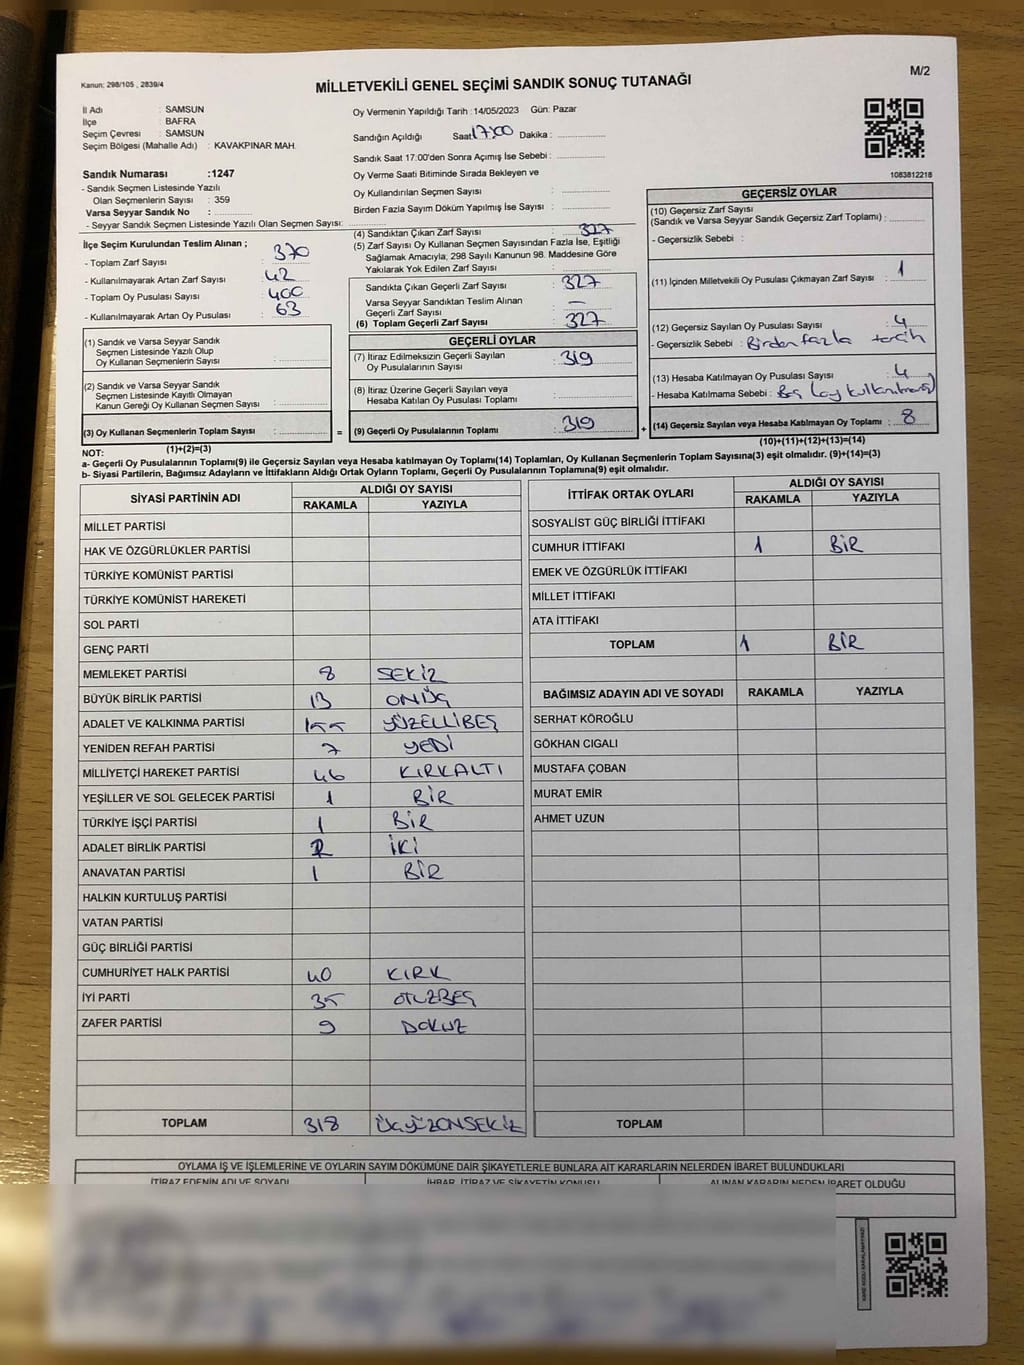 Kanun: 298/105 , 2839/4
MİLLETVEKİLİ GENEL SEÇİMİ SANDIK SONUÇ TUTANAĞI
M/2
İl Adı : SAMSUN
İlçe : BAFRA
Seçim Çevresi : SAMSUN
Seçim Bölgesi (Mahalle Adı) : KAVAKPINAR MAH.
Sandık Numarası :1247
- Sandık Seçmen Listesinde Yazılı
Olan Seçmenlerin Sayısı : 359
Varsa Seyyar Sandık No :
- Seyyar Sandık Seçmen Listesinde Yazılı Olan Seçmen Sayısı:
Oy Vermenin Yapıldığı Tarih : 14/05/2023 Gün: Pazar
Sandığın Açıldığı Saat 17:00 Dakika :
Sandık Saat 17:00'den Sonra Açımış İse Sebebi :
Oy Verme Saati Bitiminde Sırada Bekleyen ve
Oy Kullandırılan Seçmen Sayısı :
Birden Fazla Sayım Döküm Yapılmış İse Sayısı :
1083812218
İlçe Seçim Kurulundan Teslim Alınan ;
- Toplam Zarf Sayısı : 370
- Kullanılmayarak Artan Zarf Sayısı : 42
- Toplam Oy Pusulası Sayısı : 400
- Kullanılmayarak Artan Oy Pusulası : 63
(1) Sandık ve Varsa Seyyar Sandık
Seçmen Listesinde Yazılı Olup
Oy Kullanan Seçmenlerin Sayısı :
(2) Sandık ve Varsa Seyyar Sandık
Seçmen Listesinde Kayıtlı Olmayan
Kanun Gereği Oy Kullanan Seçmen Sayısı :
(3) Oy Kullanan Seçmenlerin Toplam Sayısı :
(1)+(2)=(3)
(4) Sandıktan Çıkan Zarf Sayısı : 327
(5) Zarf Sayısı Oy Kullanan Seçmen Sayısından Fazla İse, Eşitliği
Sağlamak Amacıyla, 298 Sayılı Kanunun 98. Maddesine Göre
Yakılarak Yok Edilen Zarf Sayısı :
Sandıkta Çıkan Geçerli Zarf Sayısı : 327
Varsa Seyyar Sandıktan Teslim Alınan
Geçerli Zarf Sayısı : —
(6) Toplam Geçerli Zarf Sayısı : 327
GEÇERLİ OYLAR
(7) İtiraz Edilmeksizin Geçerli Sayılan
Oy Pusulasının Sayısı : 319
(8) İtiraz Üzerine Geçerli Sayılan veya
Hesaba Katılan Oy Pusulası Toplamı :
= (9) Geçerli Oy Pusulalarının Toplamı : 319 +
GEÇERSİZ OYLAR
(10) Geçersiz Zarf Sayısı
(Sandık ve Varsa Seyyar Sandık Geçersiz Zarf Toplamı) :
- Geçersizlik Sebebi :
(11) İçinden Milletvekili Oy Pusulası Çıkmayan Zarf Sayısı : 1
(12) Geçersiz Sayılan Oy Pusulası Sayısı : 4
- Geçersizlik Sebebi : Birden fazla tercih
(13) Hesaba Katılmayan Oy Pusulası Sayısı : 4
- Hesaba Katılmama Sebebi : Boş
(14) Geçersiz Sayılan veya Hesaba Katılmayan Oy Toplamı : 8
(10)+(11)+(12)+(13)=(14)
NOT:
a- Geçerli Oy Pusulalarının Toplamı(9) ile Geçersiz Sayılan veya Hesaba katılmayan Oy Toplamı(14) Toplamları, Oy Kullanan Seçmenlerin Toplam Sayısına(3) eşit olmalıdır. (9)+(14)=(3)
b- Siyasi Partilerin, Bağımsız Adayların ve İttifakların Aldığı Ortak Oyların Toplamı, Geçerli Oy Pusulalarının Toplamına(9) eşit olmalıdır.
SİYASİ PARTİNİN ADI
ALDIĞI OY SAYISI
RAKAMLA YAZIYLA
MİLLET PARTİSİ
HAK VE ÖZGÜRLÜKLER PARTİSİ
TÜRKİYE KOMÜNİST PARTİSİ
TÜRKİYE KOMÜNİST HAREKETİ
SOL PARTİ
GENÇ PARTİ
MEMLEKET PARTİSİ 8 SEKİZ
BÜYÜK BİRLİK PARTİSİ 13 ONÜÇ
ADALET VE KALKINMA PARTİSİ 155 YÜZELLİBEŞ
YENİDEN REFAH PARTİSİ 7 YEDİ
MİLLİYETÇİ HAREKET PARTİSİ 46 KIRKALTI
YEŞİLLER VE SOL GELECEK PARTİSİ 1 BİR
TÜRKİYE İŞÇİ PARTİSİ 1 BİR
ADALET BİRLİK PARTİSİ 2 İKİ
ANAVATAN PARTİSİ 1 BİR
HALKIN KURTULUŞ PARTİSİ
VATAN PARTİSİ
GÜÇ BİRLİĞİ PARTİSİ
CUMHURİYET HALK PARTİSİ 40 KIRK
İYİ PARTİ 35 OTUZBEŞ
ZAFER PARTİSİ 9 DOKUZ
TOPLAM 318 ÜÇYÜZONSEKİZ
İTTİFAK ORTAK OYLARI
ALDIĞI OY SAYISI
RAKAMLA YAZIYLA
SOSYALİST GÜÇ BİRLİĞİ İTTİFAKI
CUMHUR İTTİFAKI 1 BİR
EMEK VE ÖZGÜRLÜK İTTİFAKI
MİLLET İTTİFAKI
ATA İTTİFAKI
TOPLAM 1 BİR
BAĞIMSIZ ADAYIN ADI VE SOYADI RAKAMLA YAZIYLA
SERHAT KÖROĞLU
GÖKHAN CIGALI
MUSTAFA ÇOBAN
MURAT EMİR
AHMET UZUN
TOPLAM
OYLAMA İŞ VE İŞLEMLERİNE VE OYLARIN SAYIM DÖKÜMÜNE DAİR ŞİKAYETLERLE BUNLARA AİT KARARLARIN NELERDEN İBARET BULUNDUKLARI
İTİRAZ EDENİN ADI VE SOYADI İHBAR, İTİRAZ VE ŞİKAYETİN KONUSU ALINAN KARARIN NEDEN İBARET OLDUĞU